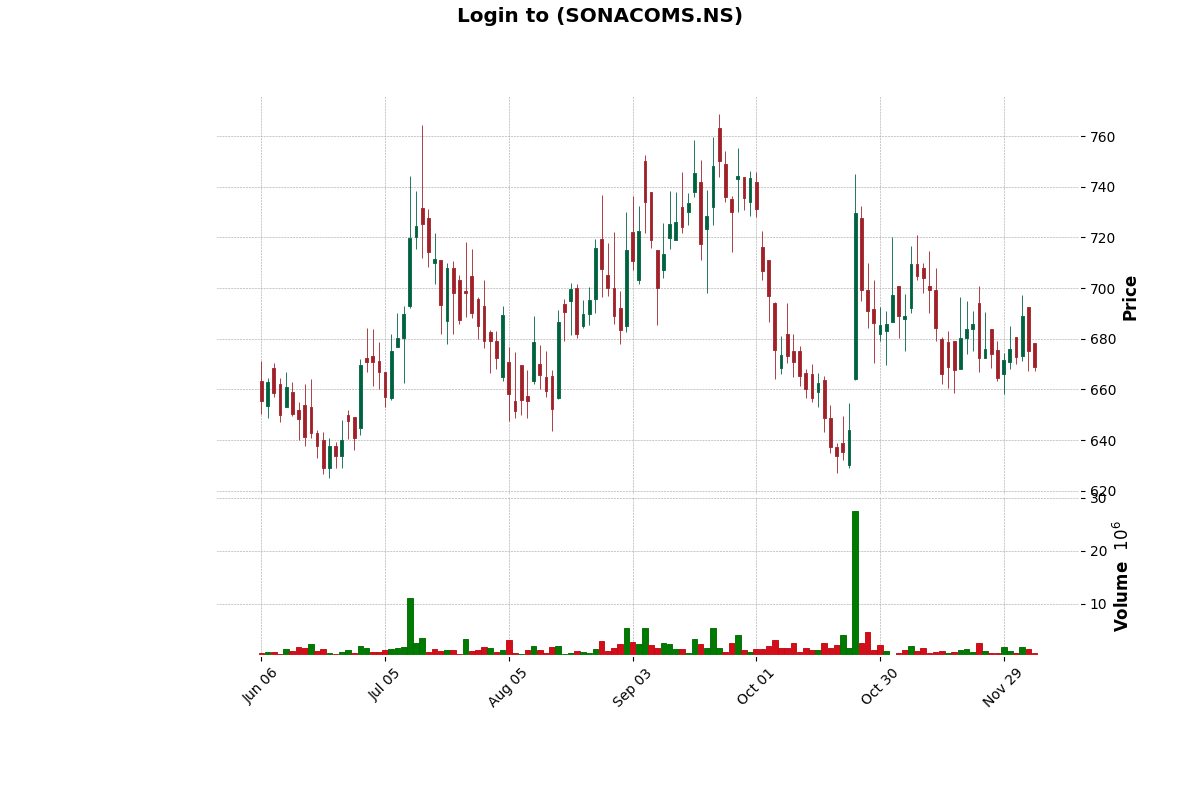 Login to (SONACOMS.NS)
760
740
720
700
680
660
640
620
Price
30
20
10
Volume 10^6
Jun 06
Jul 05
Aug 05
Sep 03
Oct 01
Oct 30
Nov 29